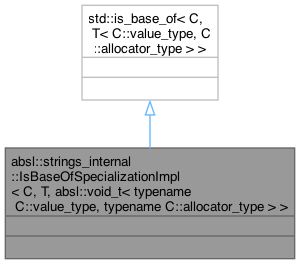 std::is_base_of< C,
T< C::value_type, C
::allocator_type > >
absl::strings_internal
::IsBaseOfSpecializationImpl
< C, T, absl::void_t< typename
C::value_type, typename C::allocator_type > >